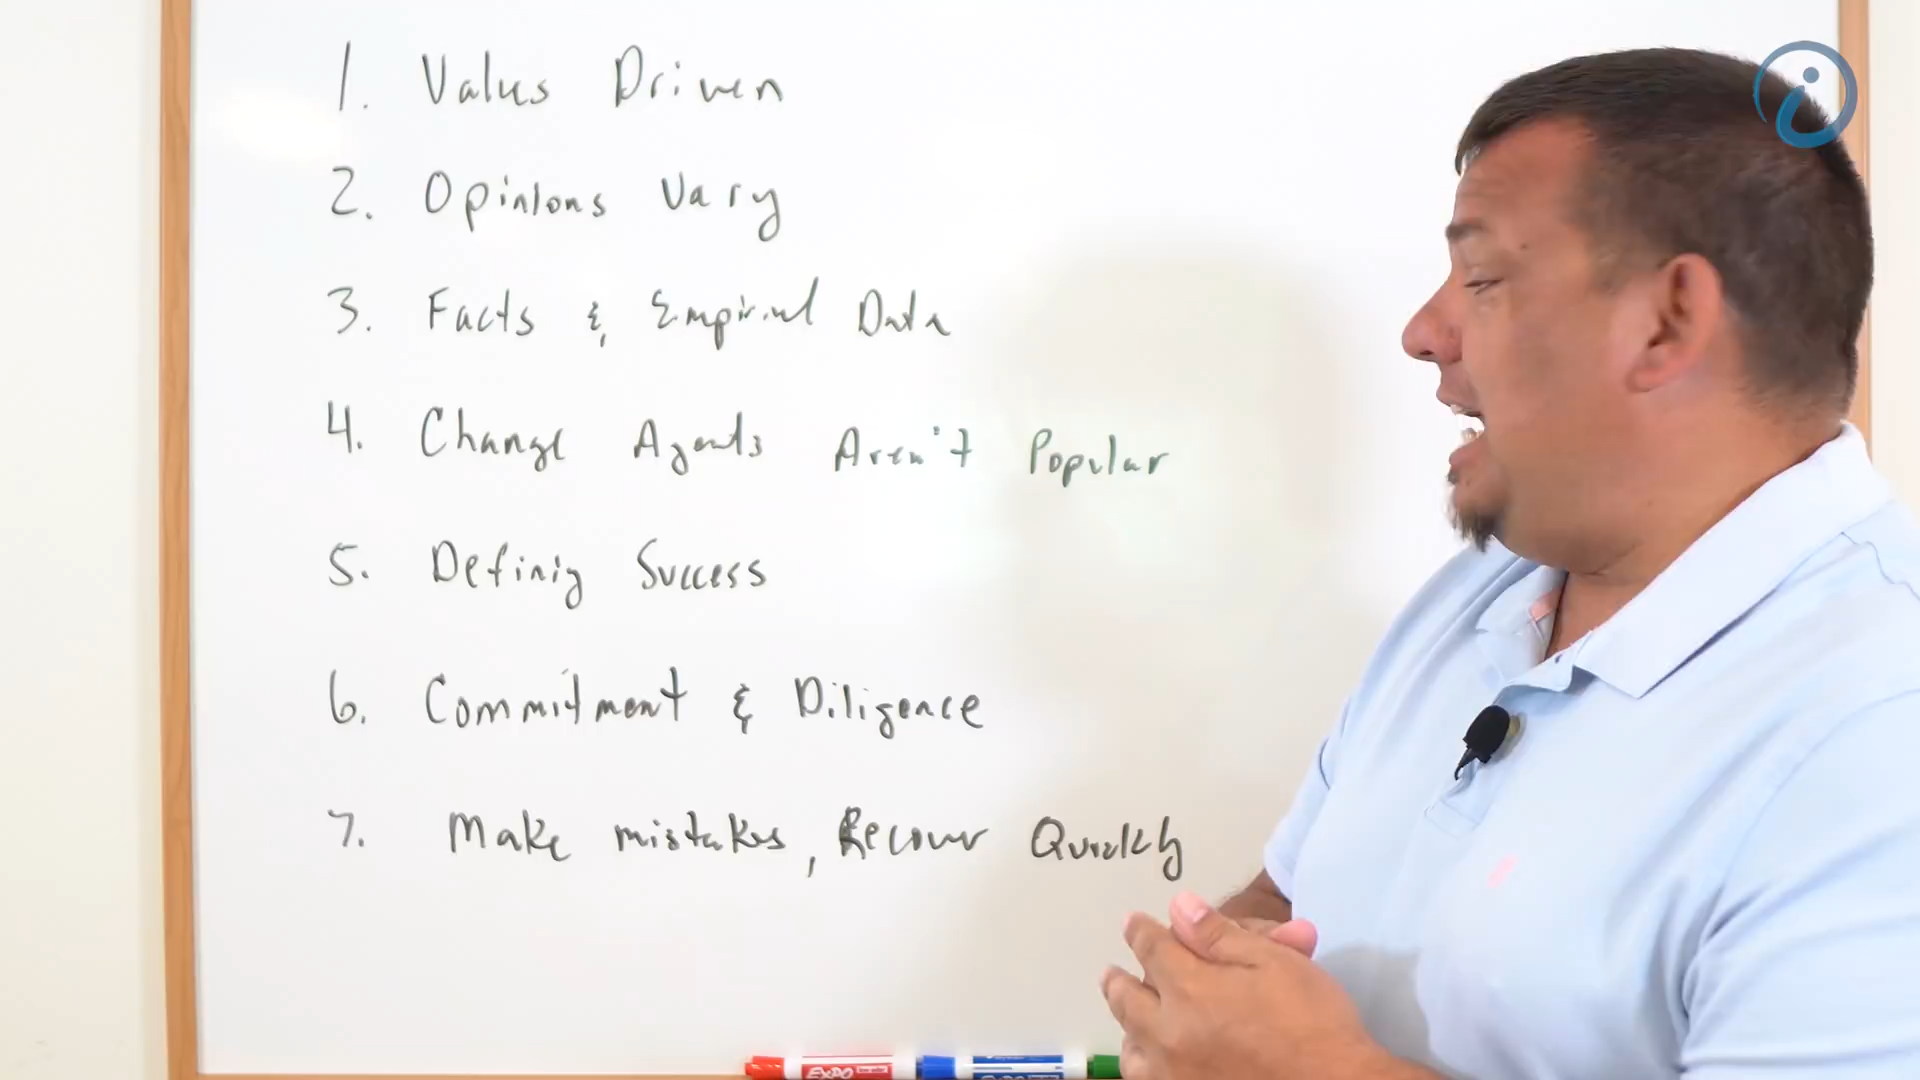 1. Values Driven
2. Opinions Vary
3. Facts & Empirical Data
4. Change Agents Aren't Popular
5. Defining Success
6. Commitment & Diligence
7. Make mistakes, Recover Quickly
EXPO